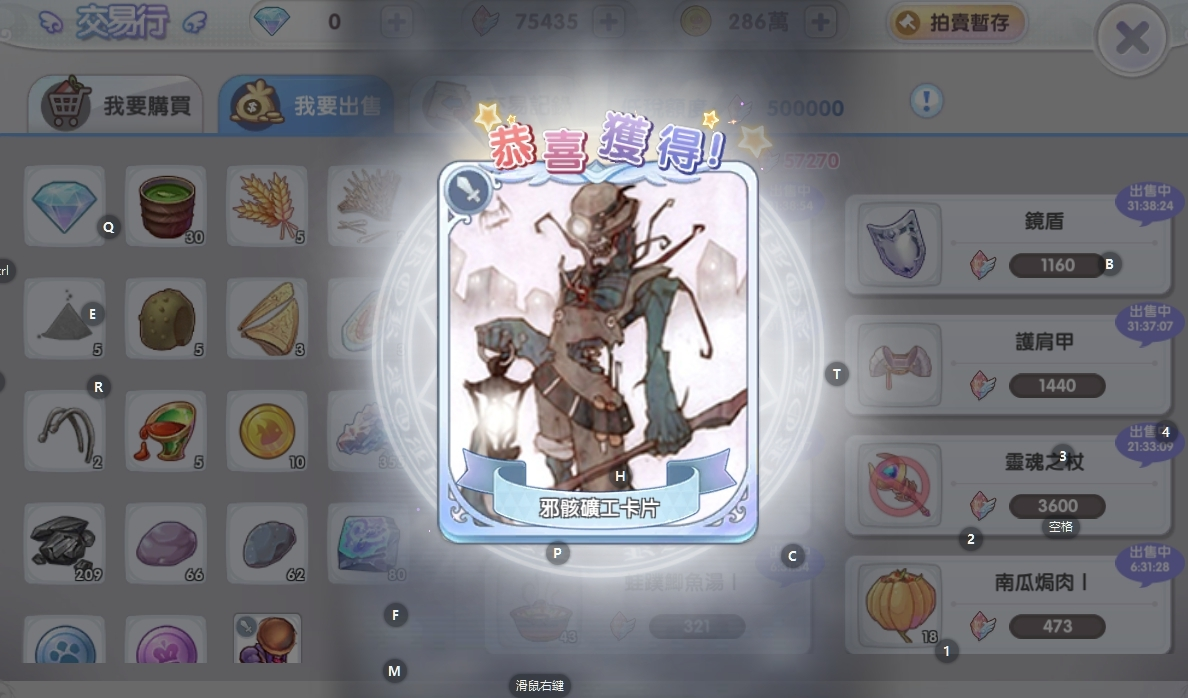 交易行
0
75435
286萬
拍賣暫存
我要購買
我要出售
500000
757270
恭喜獲得!
邪骸礦工卡片
30
5
5
5
3
2
5
10
355
209
66
62
80
出售中
31:38:24
鏡盾
1160
出售中
31:37:07
護肩甲
1440
出售中
21:33:09
靈魂之杖
3600
出售中
6:31:28
南瓜焗肉 I
18
473
43
321
Q
E
R
B
T
4
3
H
空格
2
P
C
F
1
M
滑鼠右鍵